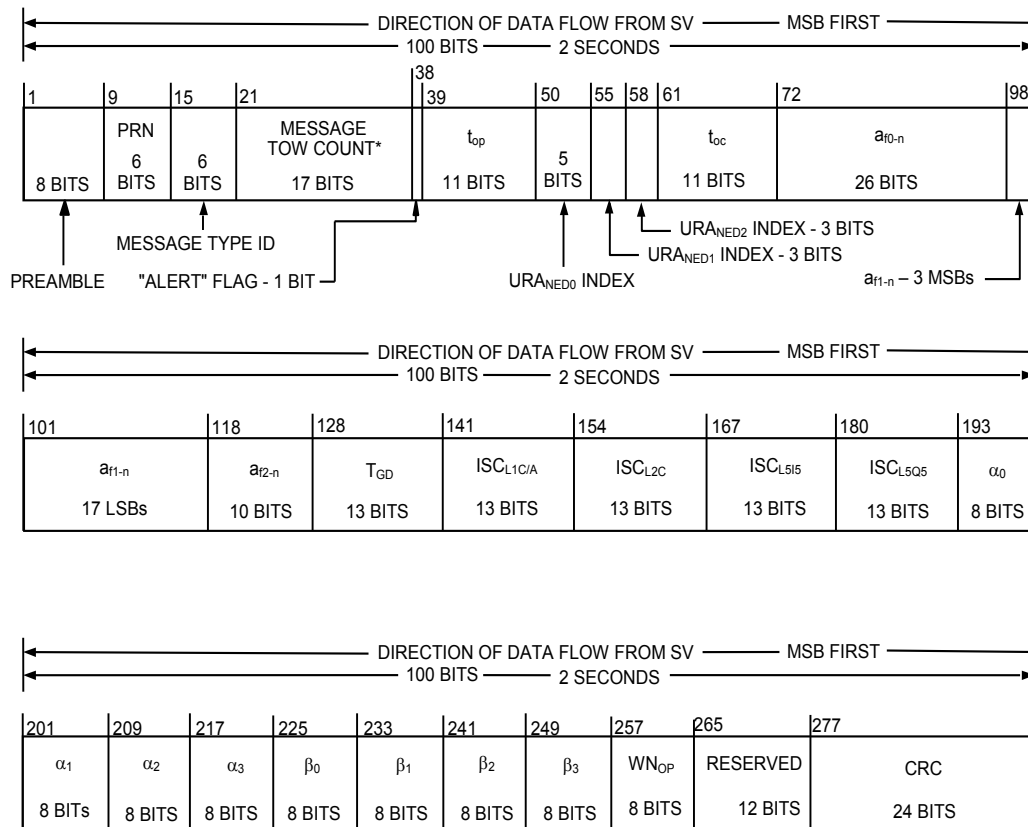 DIRECTION OF DATA FLOW FROM SV MSB FIRST
100 BITS 2 SECONDS
38
1 9 15 21 39 50 55 58 61 72 98
PRN MESSAGE t_op t_oc a_f0-n
TOW COUNT*
6 6 5
8 BITS BITS BITS 17 BITS 11 BITS BITS 11 BITS 26 BITS
URA_NED2 INDEX - 3 BITS
MESSAGE TYPE ID URA_NED1 INDEX - 3 BITS
PREAMBLE "ALERT" FLAG - 1 BIT URA_NED0 INDEX a_f1-n – 3 MSBs
DIRECTION OF DATA FLOW FROM SV MSB FIRST
100 BITS 2 SECONDS
101 118 128 141 154 167 180 193
a_f1-n a_f2-n T_GD ISC_L1C/A ISC_L2C ISC_L5I5 ISC_L5Q5 α_0
17 LSBs 10 BITS 13 BITS 13 BITS 13 BITS 13 BITS 13 BITS 8 BITS
DIRECTION OF DATA FLOW FROM SV MSB FIRST
100 BITS 2 SECONDS
201 209 217 225 233 241 249 257 265 277
α_1 α_2 α_3 β_0 β_1 β_2 β_3 WN_OP RESERVED CRC
8 BITs 8 BITS 8 BITS 8 BITS 8 BITS 8 BITS 8 BITS 8 BITS 12 BITS 24 BITS